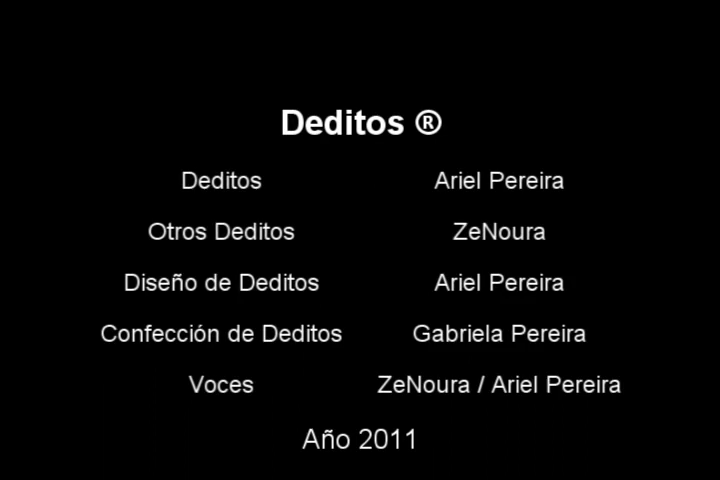 Deditos ®
Deditos Ariel Pereira
Otros Deditos ZeNoura
Diseño de Deditos Ariel Pereira
Confección de Deditos Gabriela Pereira
Voces ZeNoura / Ariel Pereira
Año 2011